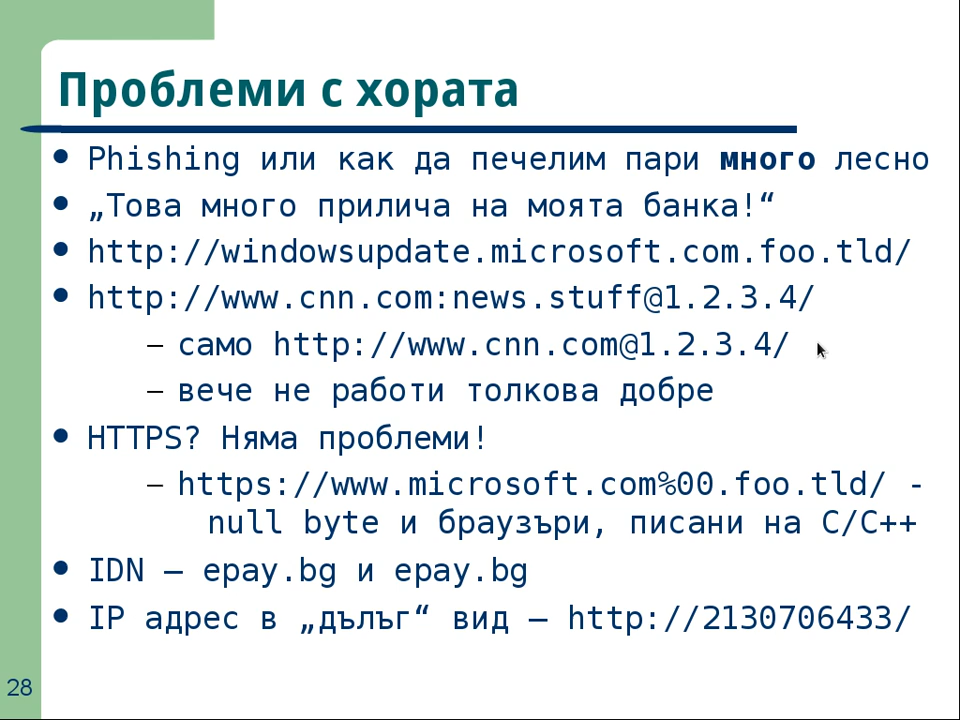 Проблеми с хората
● Phishing или как да печелим пари много лесно
● „Това много прилича на моята банка!“
● http://windowsupdate.microsoft.com.foo.tld/
● http://www.cnn.com:news.stuff@1.2.3.4/
– само http://www.cnn.com@1.2.3.4/
– вече не работи толкова добре
● HTTPS? Няма проблеми!
– https://www.microsoft.com%00.foo.tld/ -
null byte и браузъри, писани на C/C++
● IDN – epay.bg и epay.bg
● IP адрес в „дълъг“ вид – http://2130706433/
28